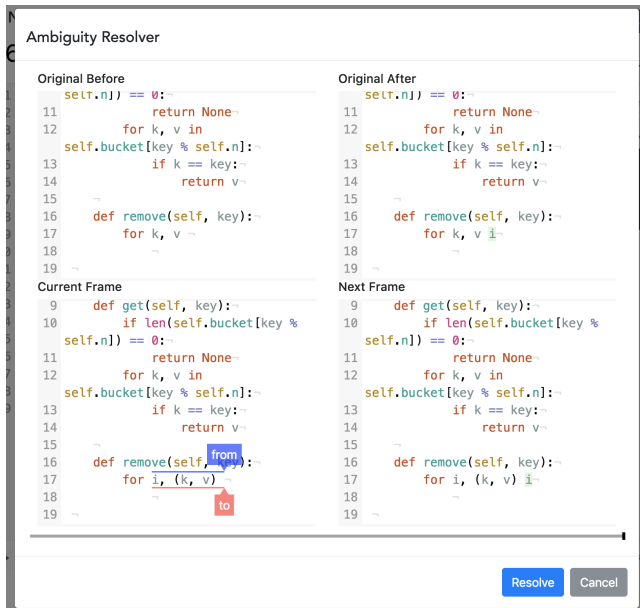 Ambiguity Resolver
Original Before
self.n]) == 0:¬
11 return None¬
12 for k, v in
self.bucket[key % self.n]:¬
13 if k == key:¬
14 return v¬
15 ¬
16 def remove(self, key):¬
17 for k, v ¬
18 ¬
19 ¬
Original After
self.n]) == 0:¬
11 return None¬
12 for k, v in
self.bucket[key % self.n]:¬
13 if k == key:¬
14 return v¬
15 ¬
16 def remove(self, key):¬
17 for k, v i¬
18 ¬
19 ¬
Current Frame
9 def get(self, key):¬
10 if len(self.bucket[key %
self.n]) == 0:¬
11 return None¬
12 for k, v in
self.bucket[key % self.n]:¬
13 if k == key:¬
14 return v¬
15 ¬
from
16 def remove(self, key):¬
17 for i, (k, v) ¬
to
18 ¬
19 ¬
Next Frame
9 def get(self, key):¬
10 if len(self.bucket[key %
self.n]) == 0:¬
11 return None¬
12 for k, v in
self.bucket[key % self.n]:¬
13 if k == key:¬
14 return v¬
15 ¬
16 def remove(self, key):¬
17 for i, (k, v) i¬
18 ¬
19 ¬
Resolve
Cancel